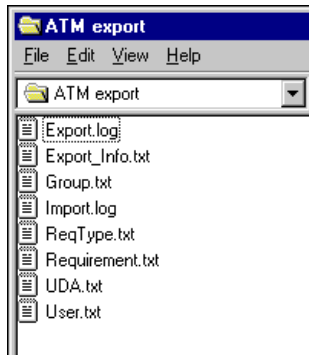 ATM export
File Edit View Help
ATM export
Export.log
Export_Info.txt
Group.txt
Import.log
ReqType.txt
Requirement.txt
UDA.txt
User.txt